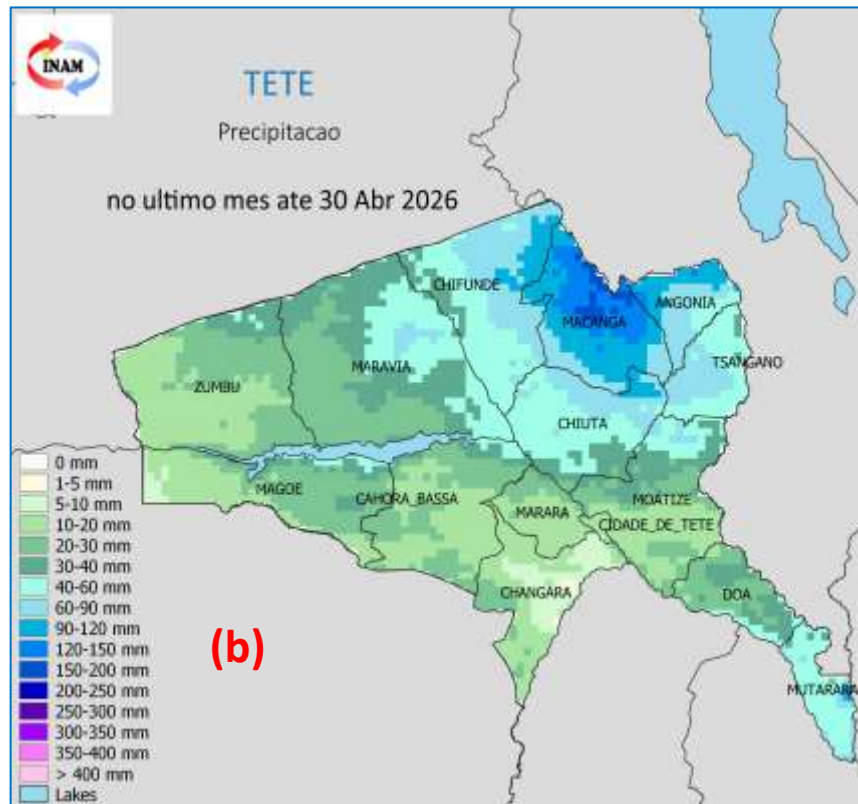 INAM
TETE
Precipitacao
no ultimo mes ate 30 Abr 2026
CHIFUNDE
ANGONIA
MACANGA
TSANGANO
MARAVIA
ZUMBU
CHIUTA
MAGOE
CAHORA_BASSA
MOATIZE
MARARA
CIDADE_DE_TETE
CHANGARA
DOA
MUTARARA
0 mm
1-5 mm
5-10 mm
10-20 mm
20-30 mm
30-40 mm
40-60 mm
60-90 mm
90-120 mm
120-150 mm
150-200 mm
200-250 mm
250-300 mm
300-350 mm
350-400 mm
> 400 mm
Lakes
(b)